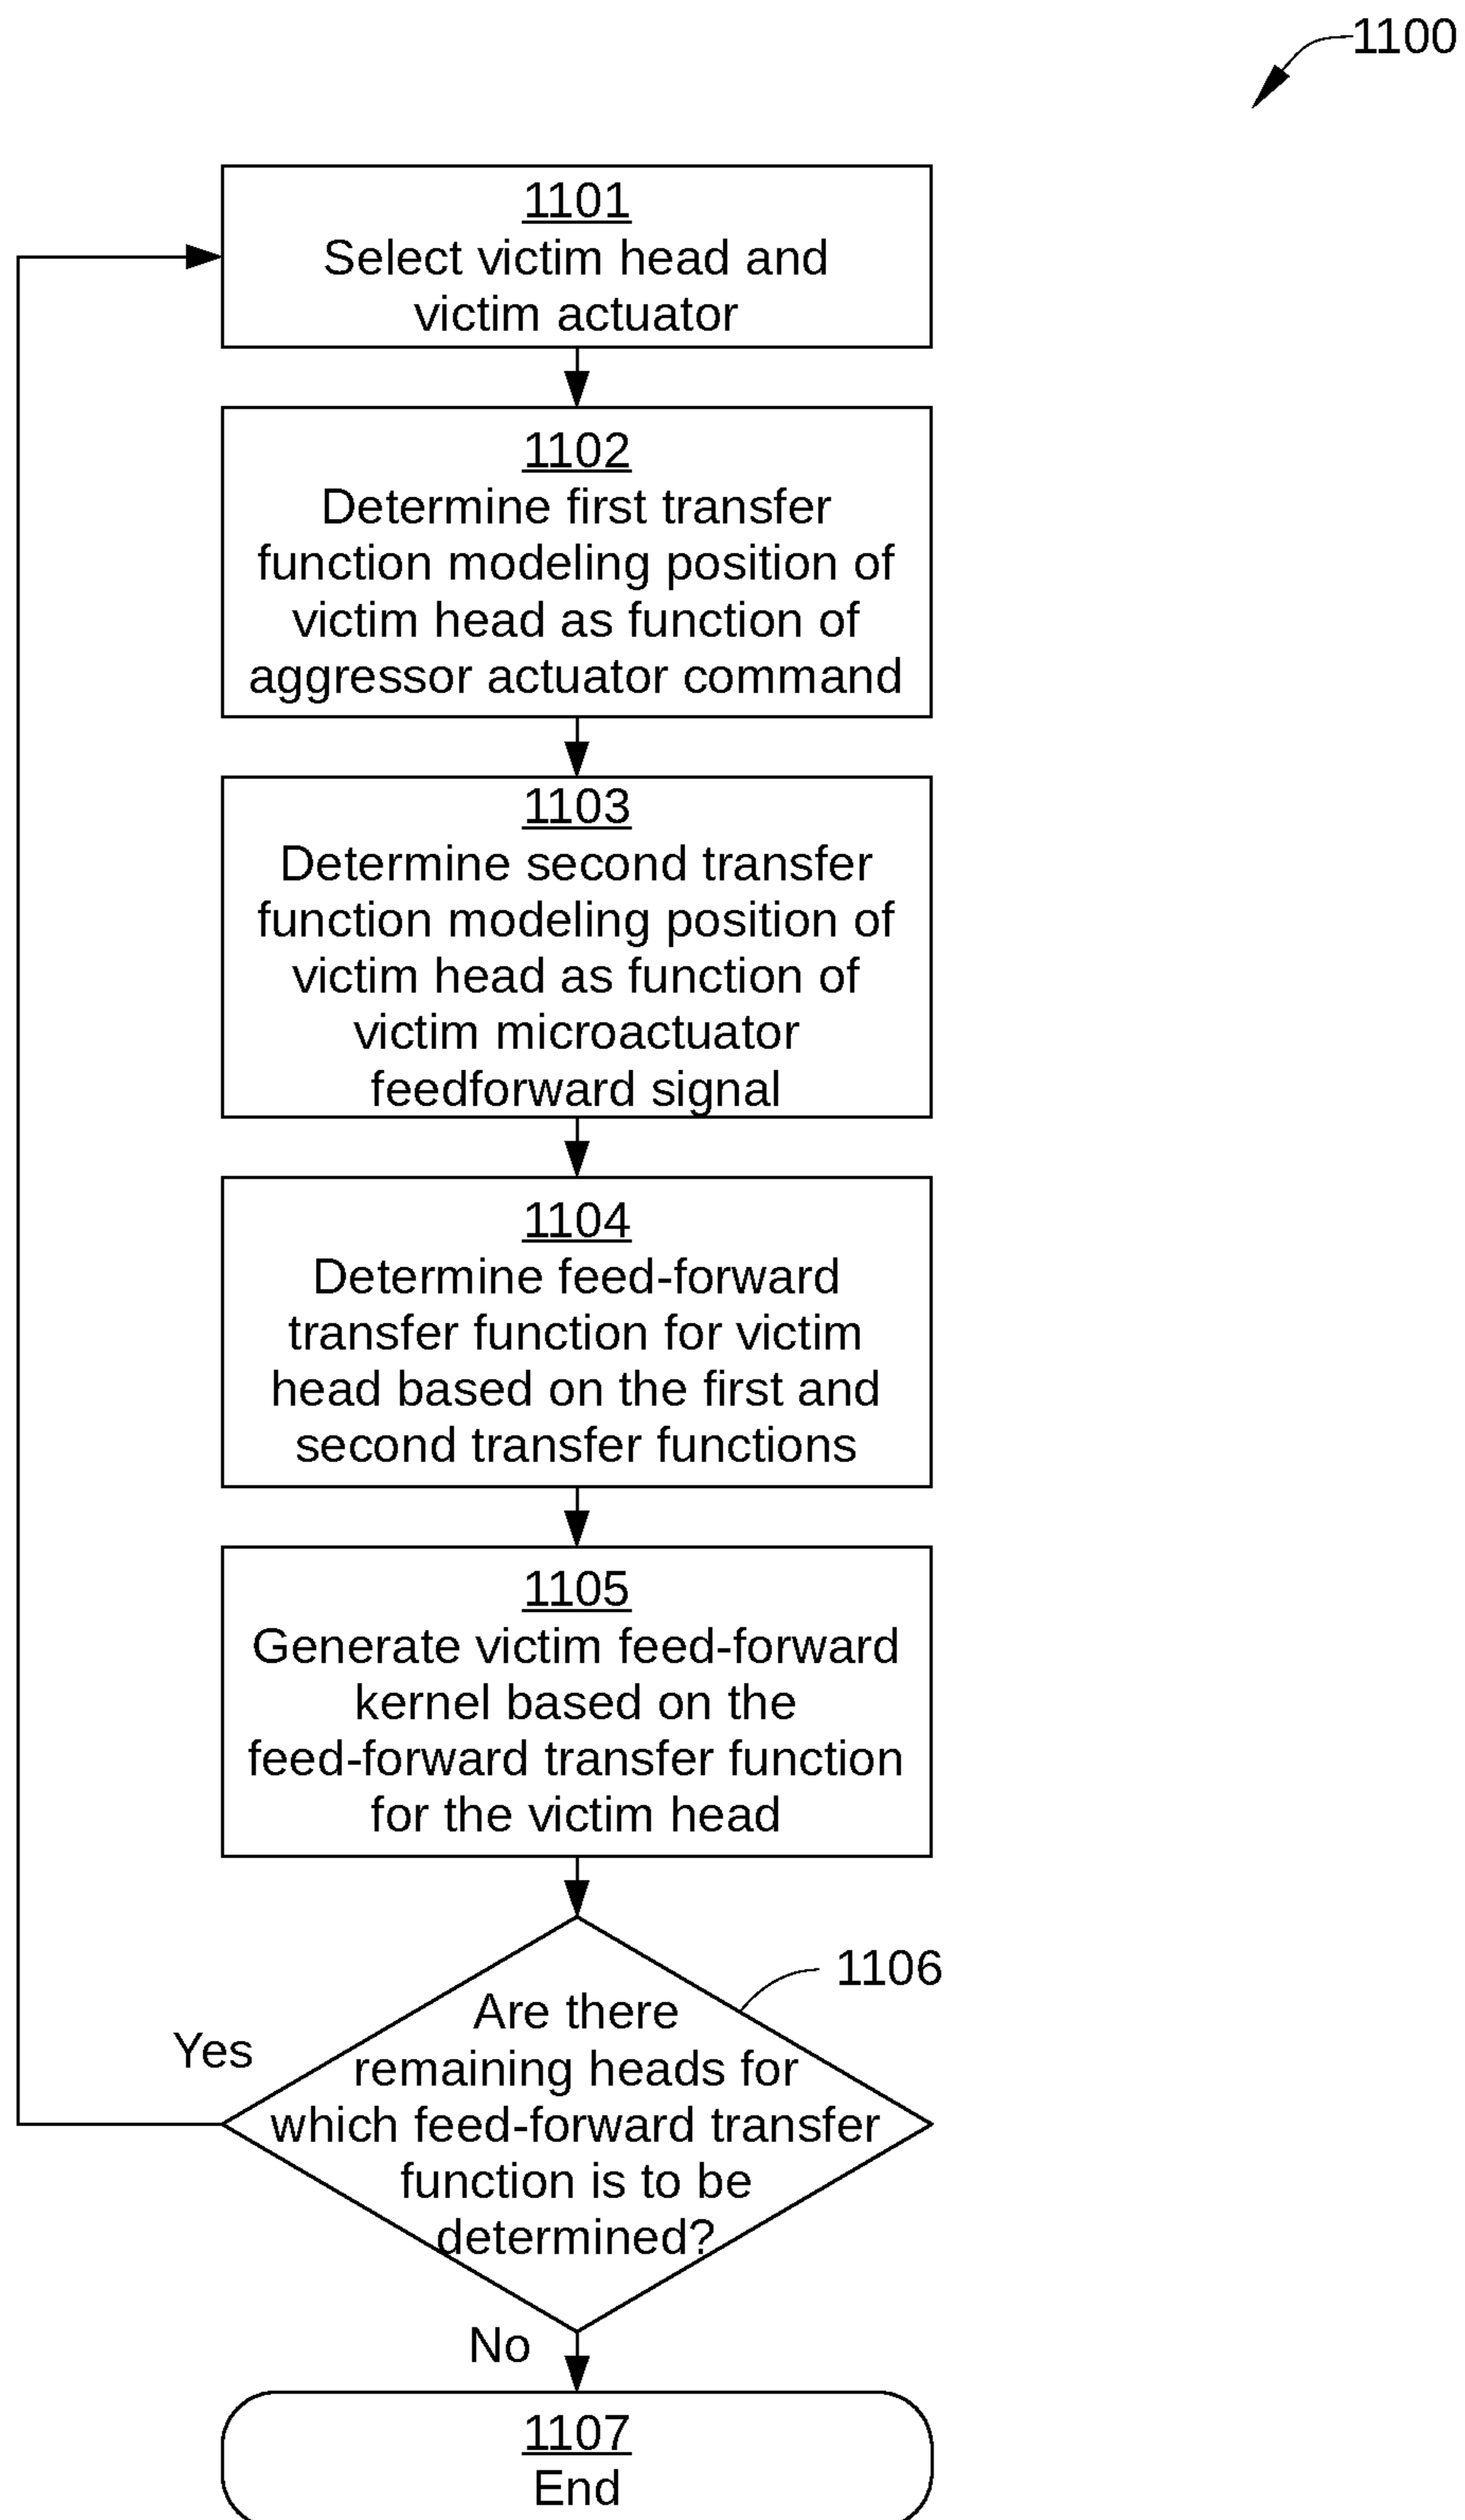 1100
1101
Select victim head and
victim actuator
1102
Determine first transfer
function modeling position of
victim head as function of
aggressor actuator command
1103
Determine second transfer
function modeling position of
victim head as function of
victim microactuator
feedforward signal
1104
Determine feed-forward
transfer function for victim
head based on the first and
second transfer functions
1105
Generate victim feed-forward
kernel based on the
feed-forward transfer function
for the victim head
1106
Are there
remaining heads for
which feed-forward transfer
function is to be
determined?
Yes
No
1107
End